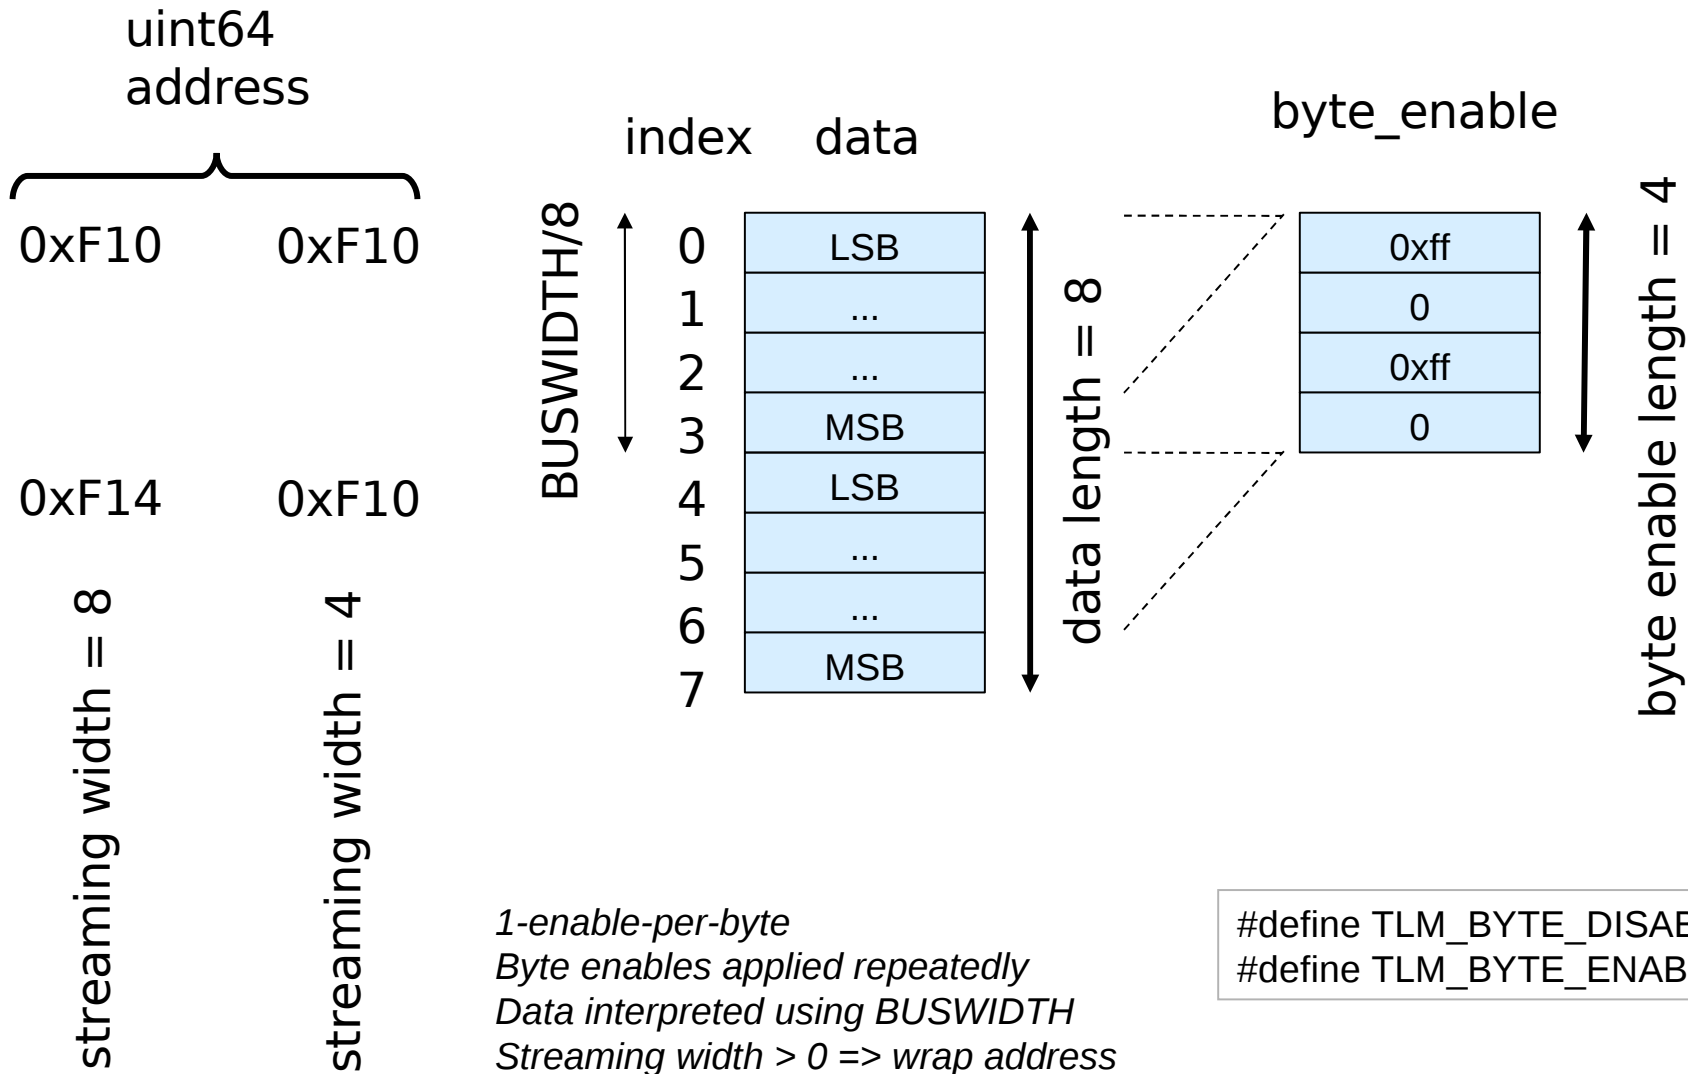 uint64
address
index data
byte_enable
0xF10 0xF10
0xF14 0xF10
streaming width = 8
streaming width = 4
BUSWIDTH/8
0
1
2
3
4
5
6
7
LSB
...
...
MSB
LSB
...
...
MSB
data length = 8
0xff
0
0xff
0
byte enable length = 4
1-enable-per-byte
Byte enables applied repeatedly
Data interpreted using BUSWIDTH
Streaming width > 0 => wrap address
#define
#define